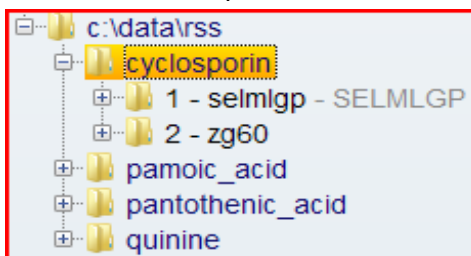 c:\data\rss
cyclosporin
1 - selmlgp - SELMLGP
2 - zg60
pamoic_acid
pantothenic_acid
quinine